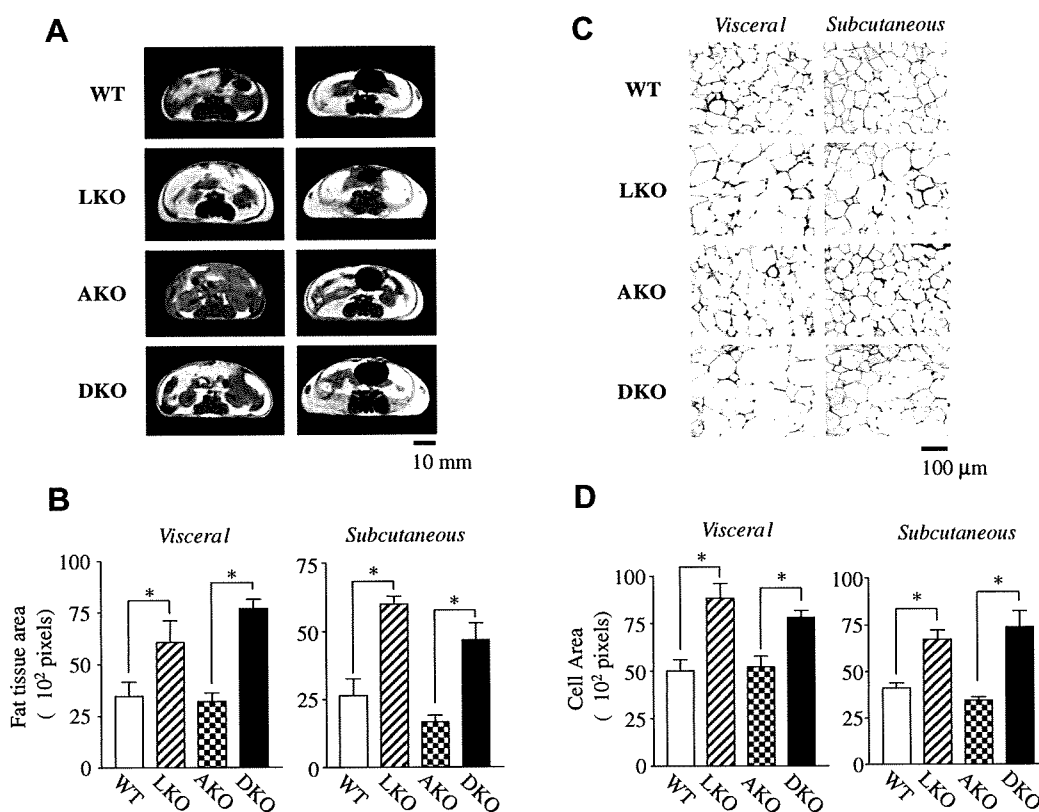 A
WT
LKO
AKO
DKO
10 mm
B
Visceral
Subcutaneous
Fat tissue area
( 10² pixels)
100
75
50
25
0
*
*
WT
LKO
AKO
DKO
75
50
25
0
*
*
WT
LKO
AKO
DKO
C
Visceral
Subcutaneous
WT
LKO
AKO
DKO
100 µm
D
Visceral
Subcutaneous
Cell Area
( 10² pixels)
100
75
50
25
0
*
*
WT
LKO
AKO
DKO
100
75
50
25
0
*
*
WT
LKO
AKO
DKO